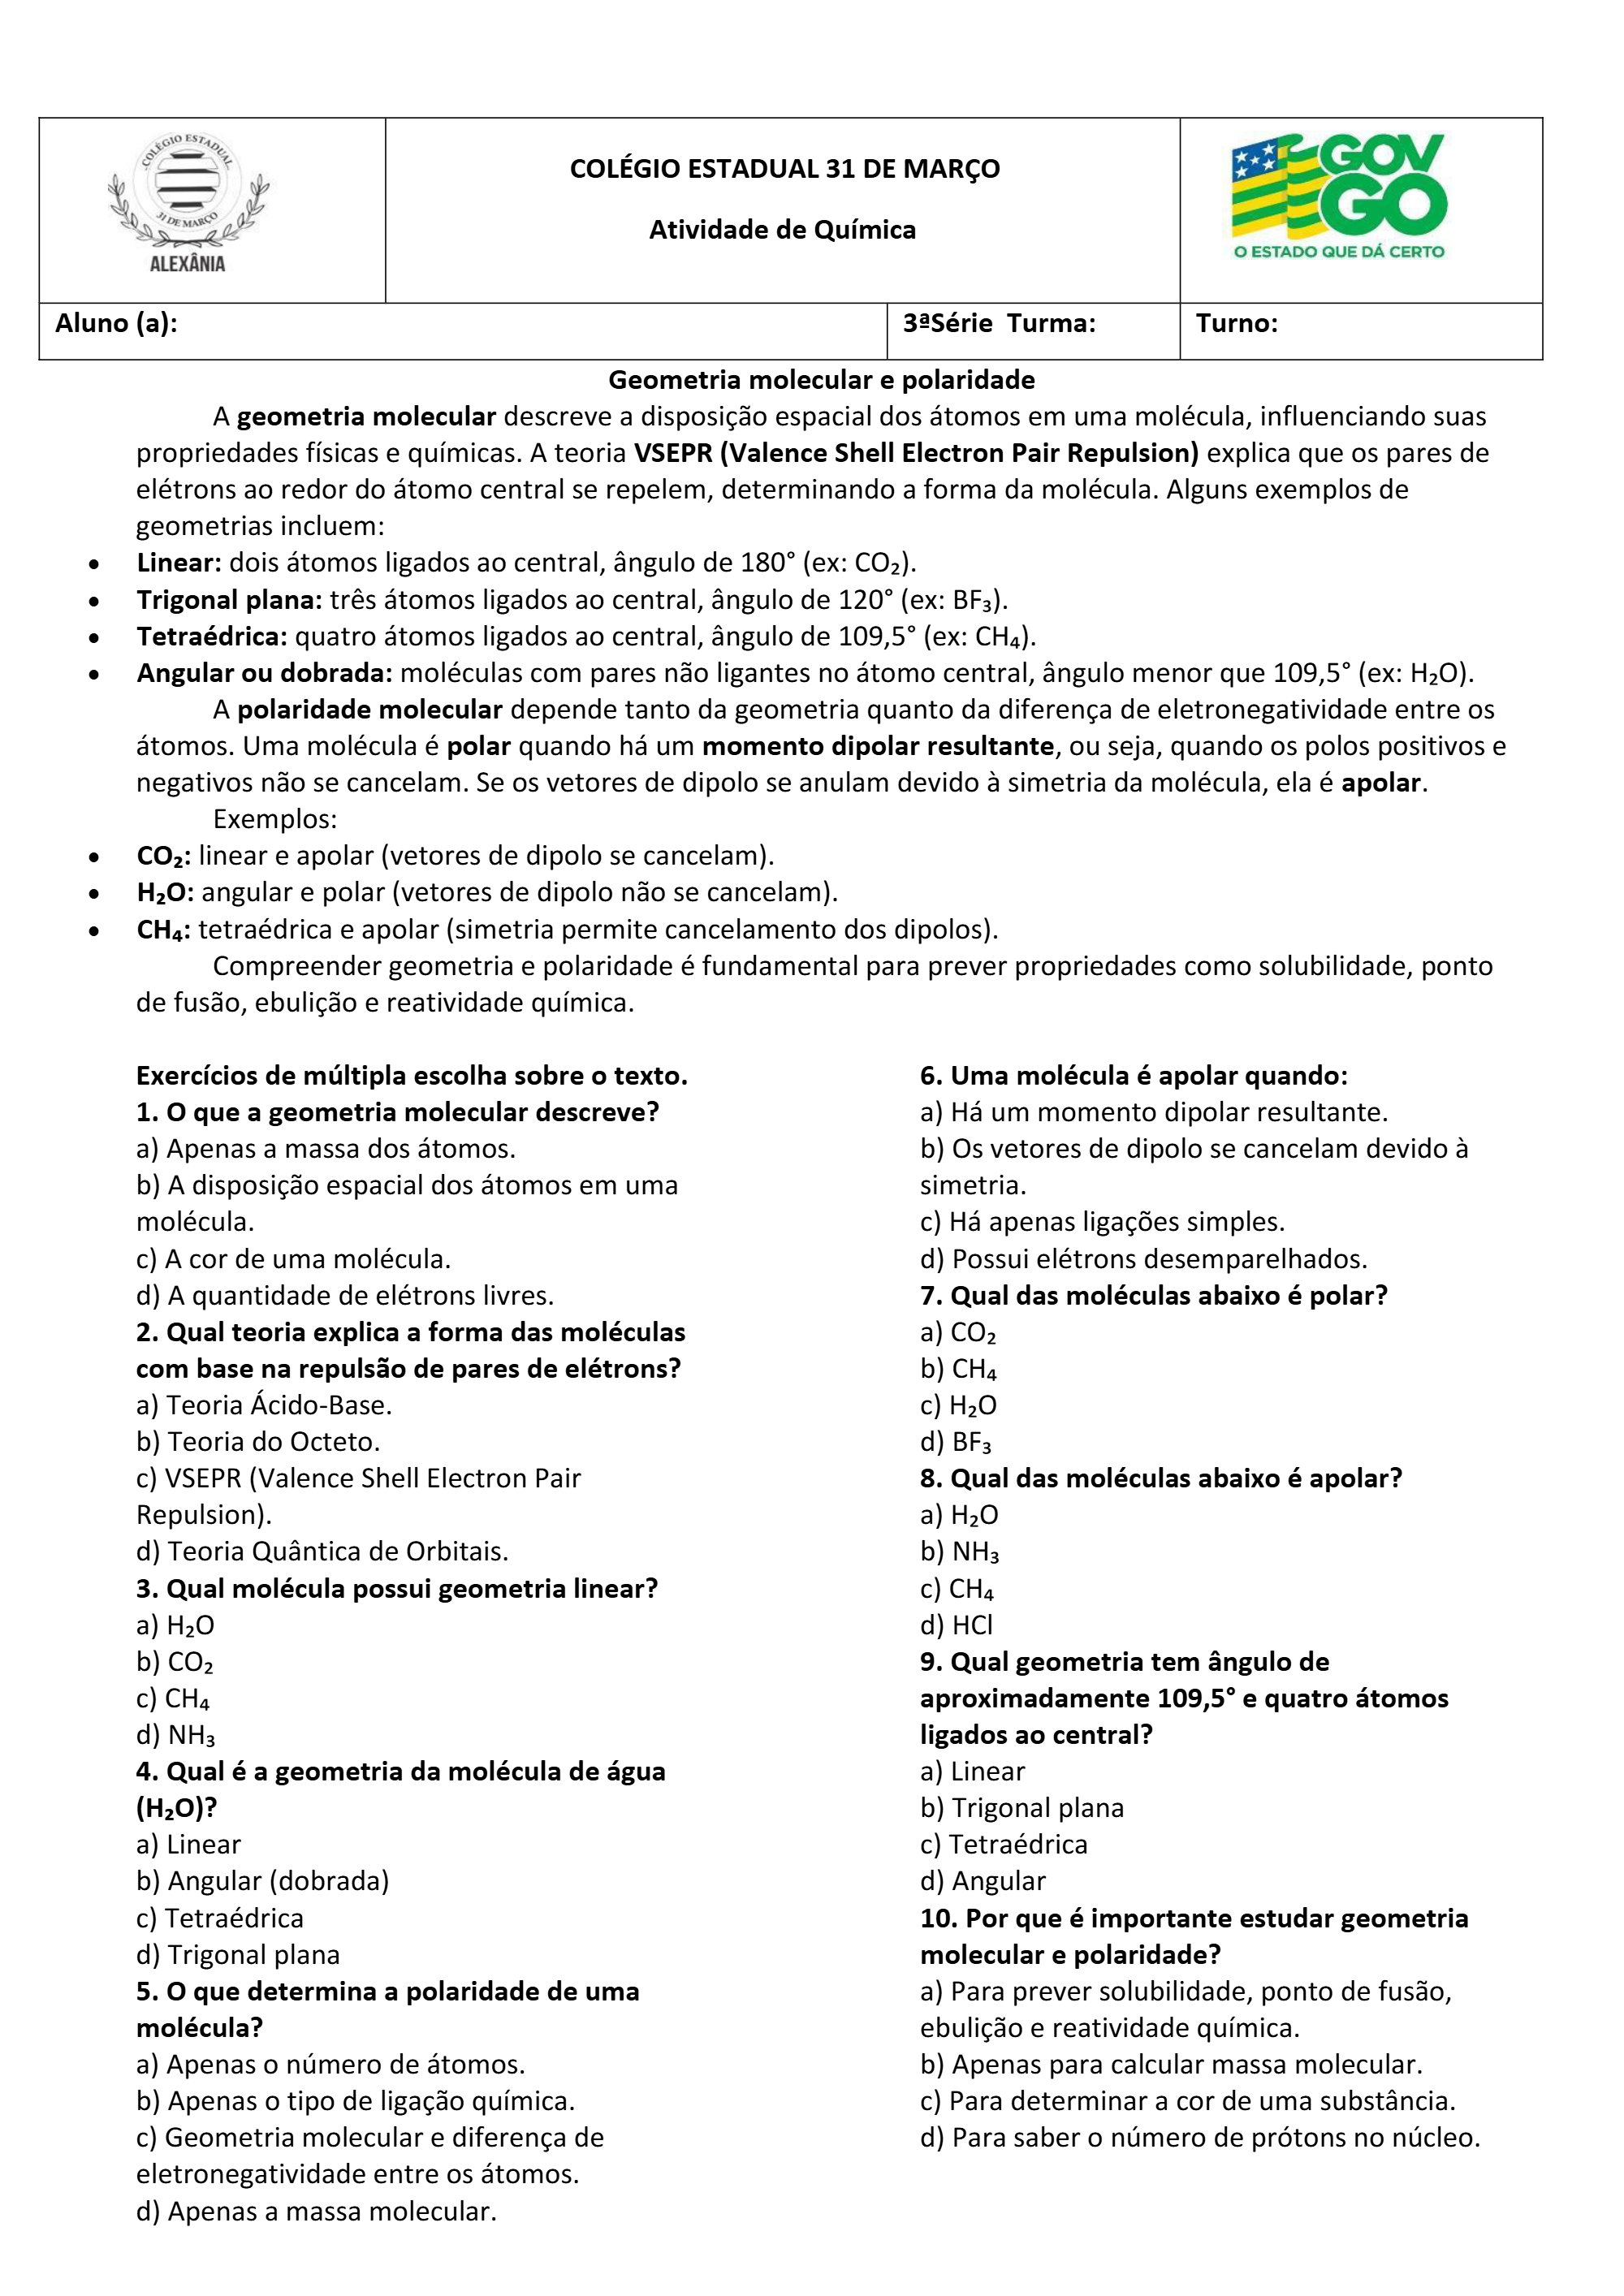 COLÉGIO ESTADUAL
31 DE MARÇO
ALEXÂNIA
COLÉGIO ESTADUAL 31 DE MARÇO
Atividade de Química
GOV
GO
O ESTADO QUE DÁ CERTO
Aluno (a):
3ªSérie  Turma:
Turno:
Geometria molecular e polaridade
A geometria molecular descreve a disposição espacial dos átomos em uma molécula, influenciando suas
propriedades físicas e químicas. A teoria VSEPR (Valence Shell Electron Pair Repulsion) explica que os pares de
elétrons ao redor do átomo central se repelem, determinando a forma da molécula. Alguns exemplos de
geometrias incluem:
• Linear: dois átomos ligados ao central, ângulo de 180° (ex: CO₂).
• Trigonal plana: três átomos ligados ao central, ângulo de 120° (ex: BF₃).
• Tetraédrica: quatro átomos ligados ao central, ângulo de 109,5° (ex: CH₄).
• Angular ou dobrada: moléculas com pares não ligantes no átomo central, ângulo menor que 109,5° (ex: H₂O).
A polaridade molecular depende tanto da geometria quanto da diferença de eletronegatividade entre os
átomos. Uma molécula é polar quando há um momento dipolar resultante, ou seja, quando os polos positivos e
negativos não se cancelam. Se os vetores de dipolo se anulam devido à simetria da molécula, ela é apolar.
Exemplos:
• CO₂: linear e apolar (vetores de dipolo se cancelam).
• H₂O: angular e polar (vetores de dipolo não se cancelam).
• CH₄: tetraédrica e apolar (simetria permite cancelamento dos dipolos).
Compreender geometria e polaridade é fundamental para prever propriedades como solubilidade, ponto
de fusão, ebulição e reatividade química.
Exercícios de múltipla escolha sobre o texto.
1. O que a geometria molecular descreve?
a) Apenas a massa dos átomos.
b) A disposição espacial dos átomos em uma
molécula.
c) A cor de uma molécula.
d) A quantidade de elétrons livres.
2. Qual teoria explica a forma das moléculas
com base na repulsão de pares de elétrons?
a) Teoria Ácido-Base.
b) Teoria do Octeto.
c) VSEPR (Valence Shell Electron Pair
Repulsion).
d) Teoria Quântica de Orbitais.
3. Qual molécula possui geometria linear?
a) H₂O
b) CO₂
c) CH₄
d) NH₃
4. Qual é a geometria da molécula de água
(H₂O)?
a) Linear
b) Angular (dobrada)
c) Tetraédrica
d) Trigonal plana
5. O que determina a polaridade de uma
molécula?
a) Apenas o número de átomos.
b) Apenas o tipo de ligação química.
c) Geometria molecular e diferença de
eletronegatividade entre os átomos.
d) Apenas a massa molecular.
6. Uma molécula é apolar quando:
a) Há um momento dipolar resultante.
b) Os vetores de dipolo se cancelam devido à
simetria.
c) Há apenas ligações simples.
d) Possui elétrons desemparelhados.
7. Qual das moléculas abaixo é polar?
a) CO₂
b) CH₄
c) H₂O
d) BF₃
8. Qual das moléculas abaixo é apolar?
a) H₂O
b) NH₃
c) CH₄
d) HCl
9. Qual geometria tem ângulo de
aproximadamente 109,5° e quatro átomos
ligados ao central?
a) Linear
b) Trigonal plana
c) Tetraédrica
d) Angular
10. Por que é importante estudar geometria
molecular e polaridade?
a) Para prever solubilidade, ponto de fusão,
ebulição e reatividade química.
b) Apenas para calcular massa molecular.
c) Para determinar a cor de uma substância.
d) Para saber o número de prótons no núcleo.